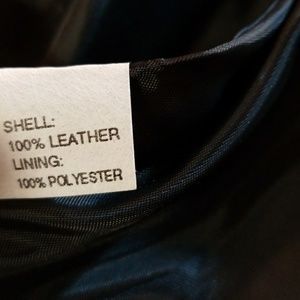 SHELL:
100% LEATHER
LINING:
100% POLYESTER